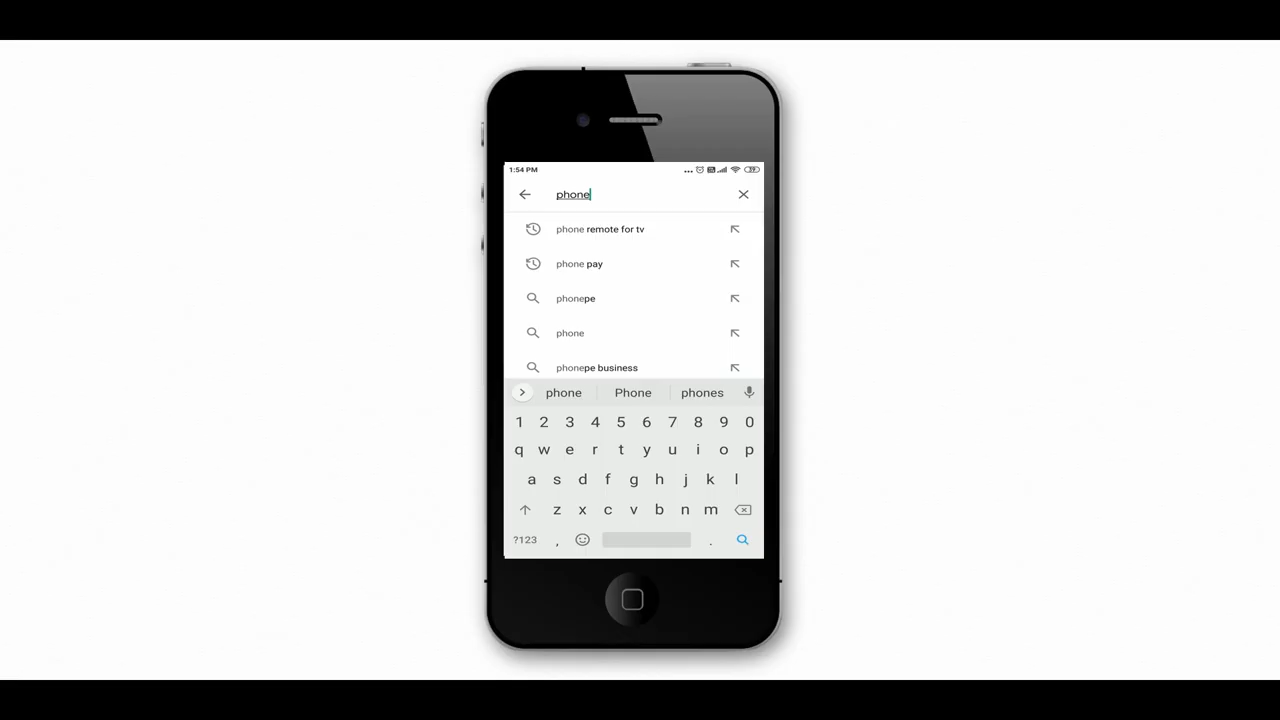 1:54 PM
phone
phone remote for tv
phone pay
phonepe
phone
phonepe business
phone Phone phones
1 2 3 4 5 6 7 8 9 0
q w e r t y u i o p
a s d f g h j k l
z x c v b n m
?123 , .